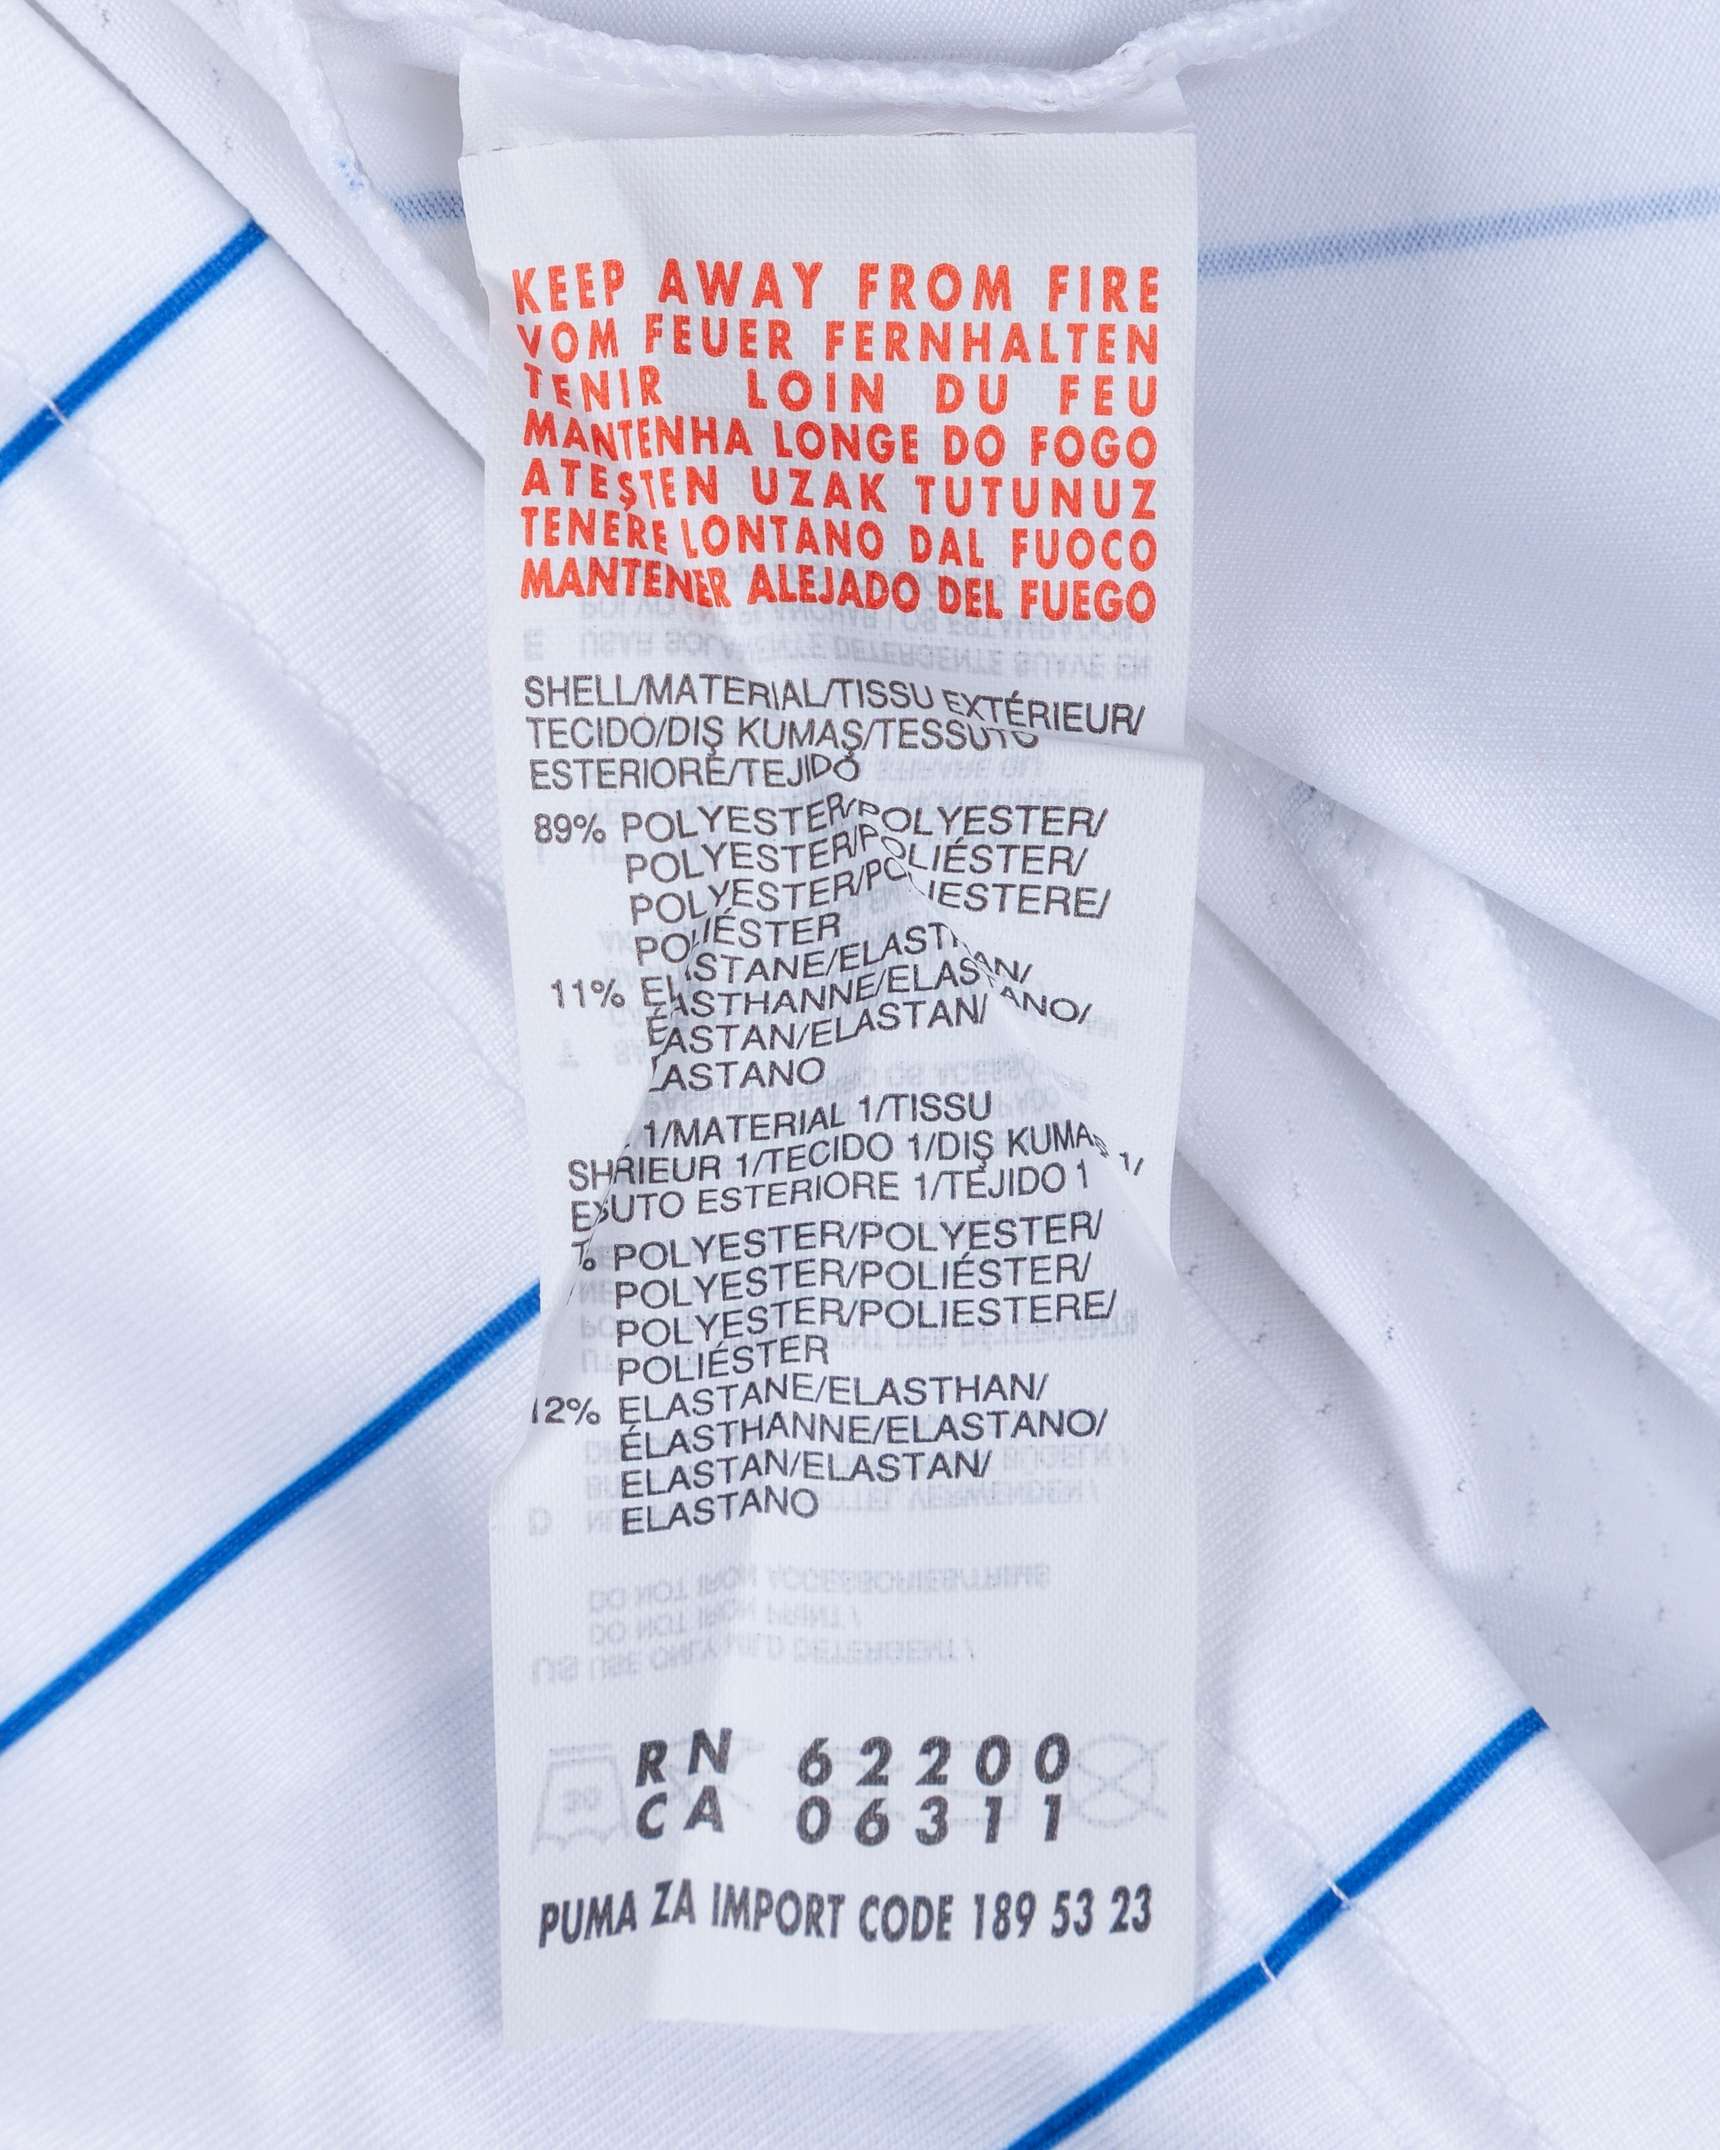 KEEP AWAY FROM FIRE
VOM FEUER FERNHALTEN
TENIR LOIN DU FEU
MANTENHA LONGE DO FOGO
ATEŞTEN UZAK TUTUNUZ
TENERE LONTANO DAL FUOCO
MANTENER ALEJADO DEL FUEGO
SHELL/MATERIAL/TISSU EXTÉRIEUR/
TECIDO/DIŞ KUMAŞ/TESSUTO
ESTERIORE/TEJIDO
89% POLYESTER/POLYESTER/
POLYESTER/POLIÉSTER/
POLYESTER/POLIESTERE/
POLIÉSTER
11% ELASTANE/ELASTHAN/
ÉLASTHANNE/ELASTANO/
ELASTAN/ELASTAN/
ELASTANO
1/MATERIAL 1/TISSU
RIEUR 1/TECIDO 1/DIŞ KUMAŞ 1/
UTO ESTERIORE 1/TEJIDO 1
% POLYESTER/POLYESTER/
POLYESTER/POLIÉSTER/
POLYESTER/POLIESTERE/
POLIÉSTER
12% ELASTANE/ELASTHAN/
ÉLASTHANNE/ELASTANO/
ELASTAN/ELASTAN/
ELASTANO
RN 62200
CA 06311
PUMA ZA IMPORT CODE 189 53 23